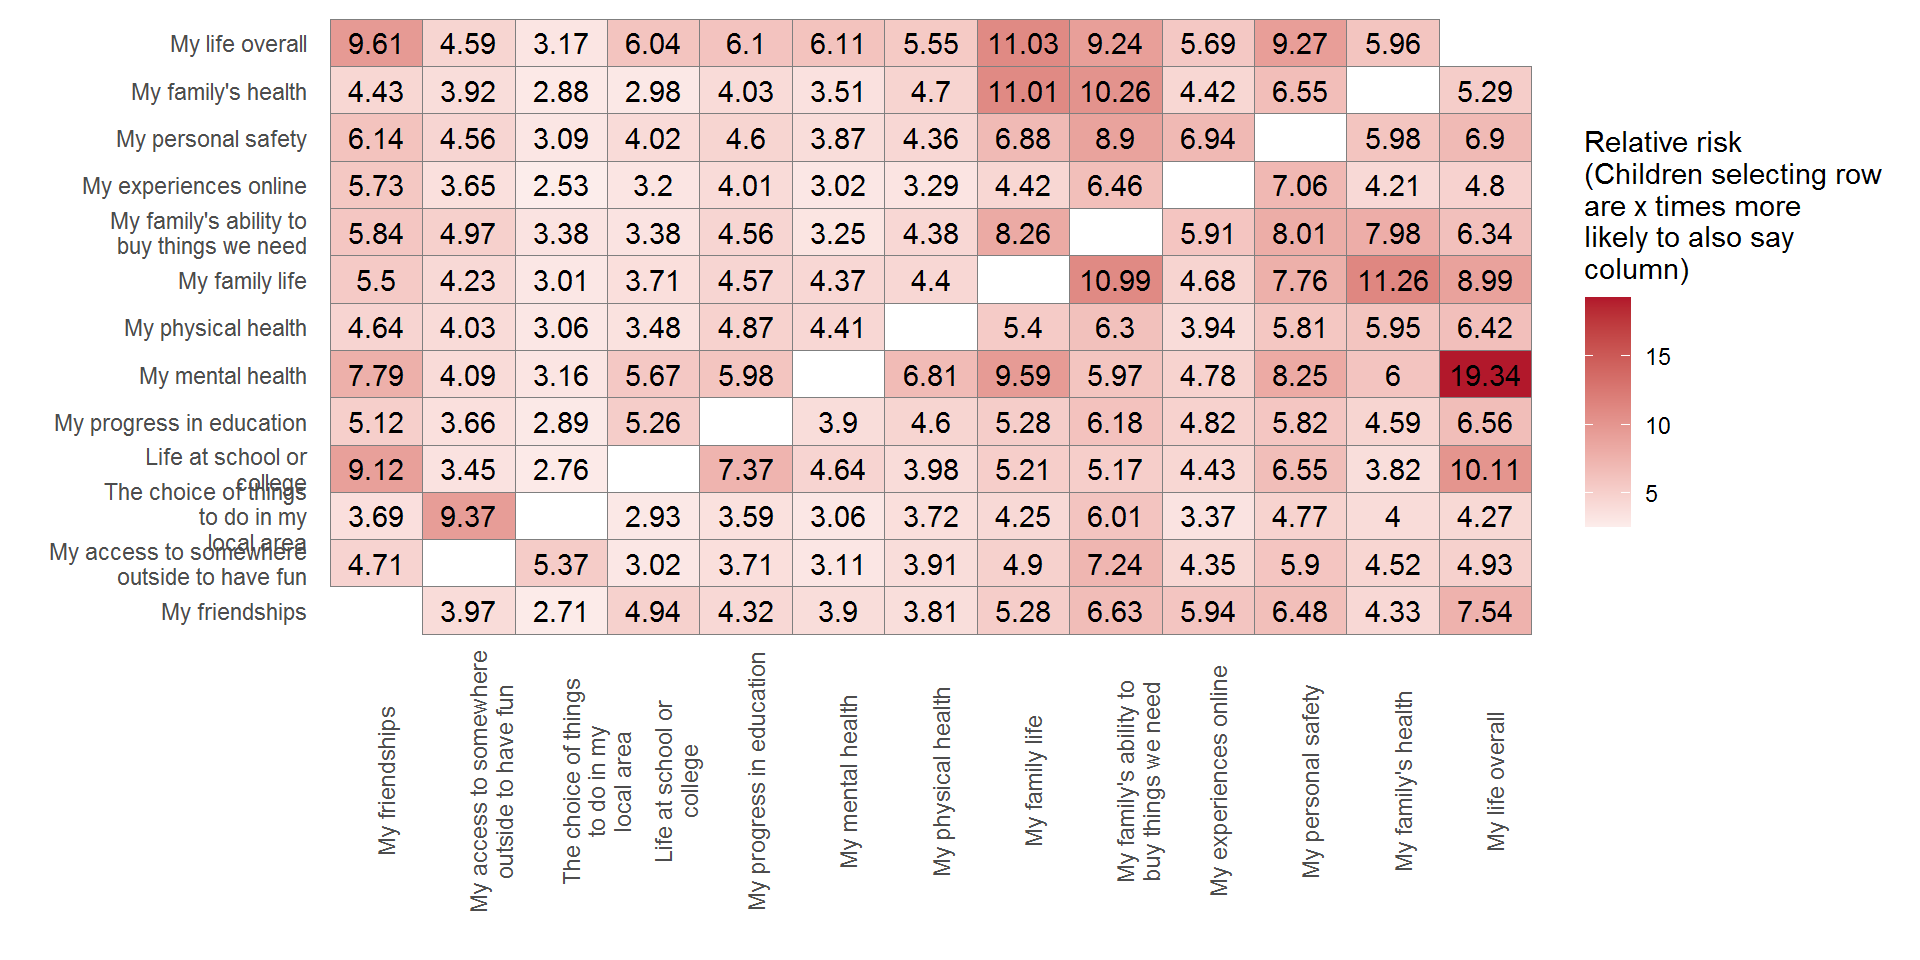 My life overall
9.61 4.59 3.17 6.04 6.1 6.11 5.55 11.03 9.24 5.69 9.27 5.96
My family's health
4.43 3.92 2.88 2.98 4.03 3.51 4.7 11.01 10.26 4.42 6.55 5.29
My personal safety
6.14 4.56 3.09 4.02 4.6 3.87 4.36 6.88 8.9 6.94 5.98 6.9
My experiences online
5.73 3.65 2.53 3.2 4.01 3.02 3.29 4.42 6.46 7.06 4.21 4.8
My family's ability to
buy things we need
5.84 4.97 3.38 3.38 4.56 3.25 4.38 8.26 5.91 8.01 7.98 6.34
My family life
5.5 4.23 3.01 3.71 4.57 4.37 4.4 10.99 4.68 7.76 11.26 8.99
My physical health
4.64 4.03 3.06 3.48 4.87 4.41 5.4 6.3 3.94 5.81 5.95 6.42
My mental health
7.79 4.09 3.16 5.67 5.98 6.81 9.59 5.97 4.78 8.25 6 19.34
My progress in education
5.12 3.66 2.89 5.26 3.9 4.6 5.28 6.18 4.82 5.82 4.59 6.56
Life at school or
college
9.12 3.45 2.76 7.37 4.64 3.98 5.21 5.17 4.43 6.55 3.82 10.11
The choice of things
to do in my
local area
3.69 9.37 2.93 3.59 3.06 3.72 4.25 6.01 3.37 4.77 4 4.27
My access to somewhere
outside to have fun
4.71 5.37 3.02 3.71 3.11 3.91 4.9 7.24 4.35 5.9 4.52 4.93
My friendships
3.97 2.71 4.94 4.32 3.9 3.81 5.28 6.63 5.94 6.48 4.33 7.54
My friendships
My access to somewhere
outside to have fun
The choice of things
to do in my
local area
Life at school or
college
My progress in education
My mental health
My physical health
My family life
My family's ability to
buy things we need
My experiences online
My personal safety
My family's health
My life overall
Relative risk
(Children selecting row
are x times more
likely to also say
column)
15
10
5